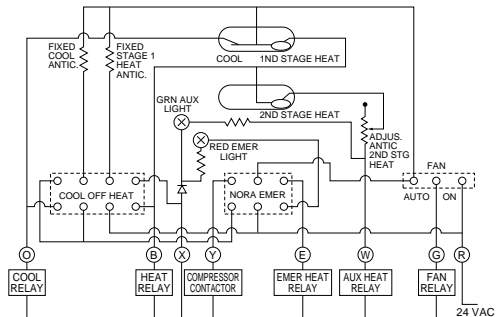 FIXED
COOL
ANTIC.
FIXED
STAGE 1
HEAT
ANTIC.
COOL
1ND STAGE HEAT
GRN AUX
LIGHT
2ND STAGE HEAT
RED EMER
LIGHT
ADJUS.
ANTIC
2ND STG
HEAT
FAN
COOL OFF HEAT
NORA EMER
AUTO
ON
O
B
X
Y
E
W
G
R
COOL
RELAY
HEAT
RELAY
COMPRESSOR
CONTACTOR
EMER HEAT
RELAY
AUX HEAT
RELAY
FAN
RELAY
24 VAC